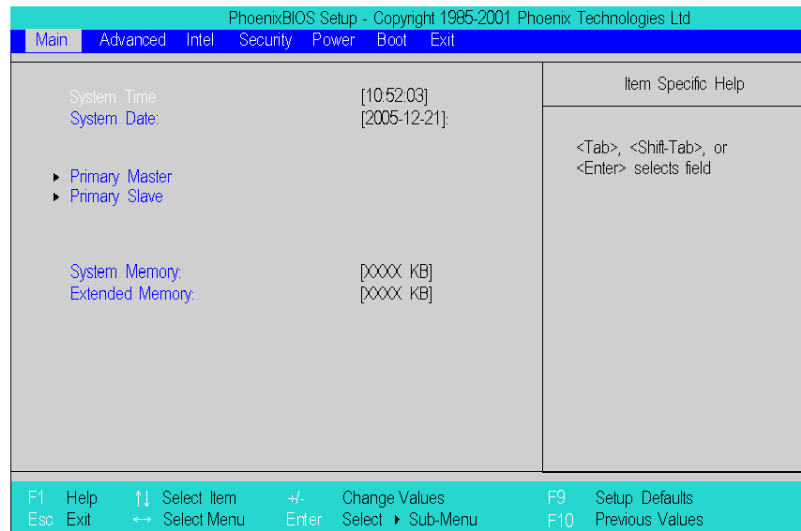 PhoenixBIOS Setup - Copyright 1985-2001 Phoenix Technologies Ltd
Main Advanced Intel Security Power Boot Exit
Item Specific Help
System Time [10:52:03]
System Date: [2005-12-21]:
<Tab>, <Shift-Tab>, or
<Enter> selects field
▸ Primary Master
▸ Primary Slave
System Memory: [XXXX KB]
Extended Memory: [XXXX KB]
F1 Help ↑↓ Select Item +/- Change Values F9 Setup Defaults
Esc Exit ↔ Select Menu Enter Select ▸ Sub-Menu F10 Previous Values